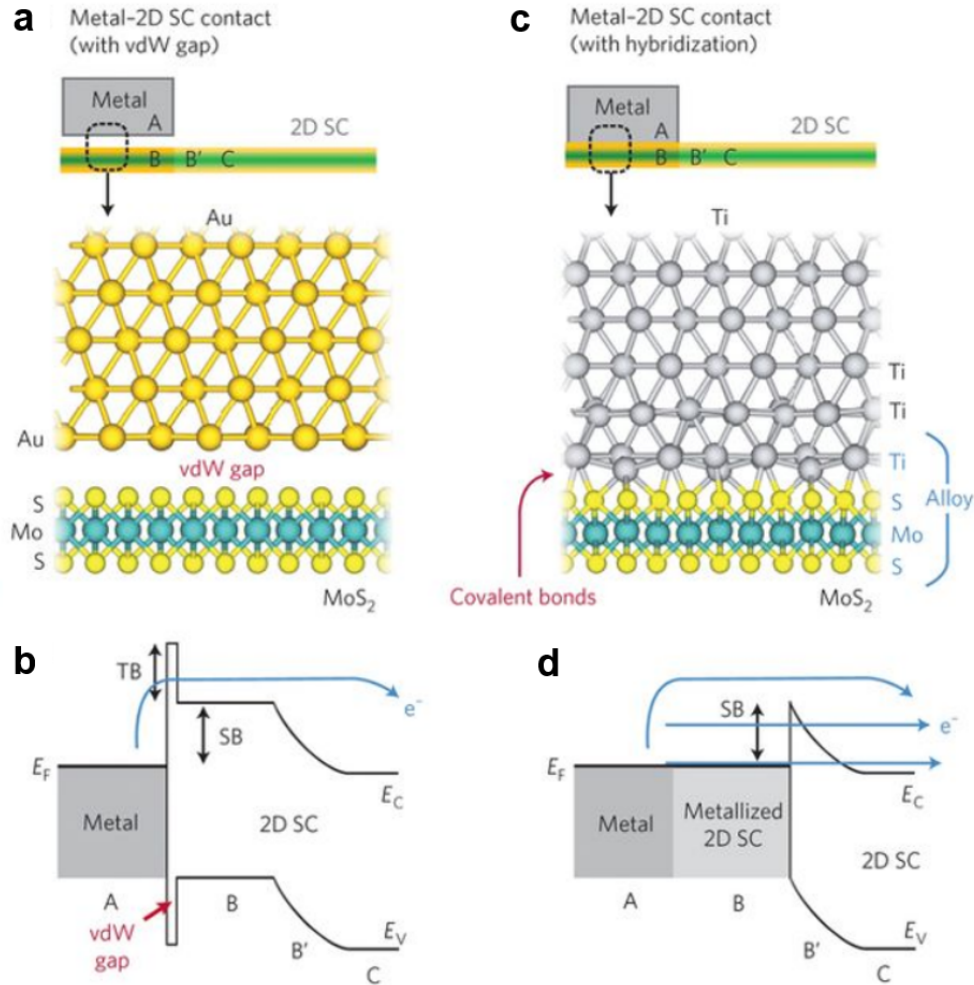 a
Metal–2D SC contact
(with vdW gap)
Metal
A
2D SC
B B′ C
Au
Au
vdW gap
S
Mo
S
MoS2
c
Metal–2D SC contact
(with hybridization)
Metal
A
2D SC
B B′ C
Ti
Ti
Ti
Ti
S
Alloy
Mo
S
Covalent bonds
MoS2
b
TB
SB
e-
EF
EC
Metal
2D SC
A
B
vdW
gap
EV
B′
C
d
SB
e-
EF
EC
Metal
Metallized
2D SC
2D SC
A
B
EV
B′
C